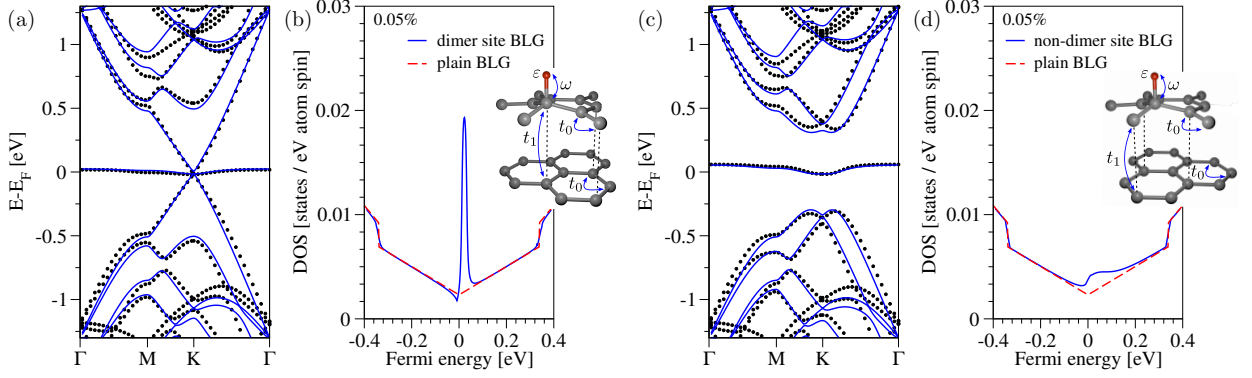 (a)
E-E_F [eV]
1
0.5
0
-0.5
-1
Γ M K Γ
(b)
DOS [states / eV atom spin]
0.03
0.02
0.01
0
0.05%
dimer site BLG
plain BLG
ε
ω
t_1
t_0
t_0
-0.4 -0.2 0 0.2 0.4
Fermi energy [eV]
(c)
E-E_F [eV]
1
0.5
0
-0.5
-1
Γ M K Γ
(d)
DOS [states / eV atom spin]
0.03
0.02
0.01
0
0.05%
non-dimer site BLG
plain BLG
ε
ω
t_0
t_1
t_0
-0.4 -0.2 0 0.2 0.4
Fermi energy [eV]